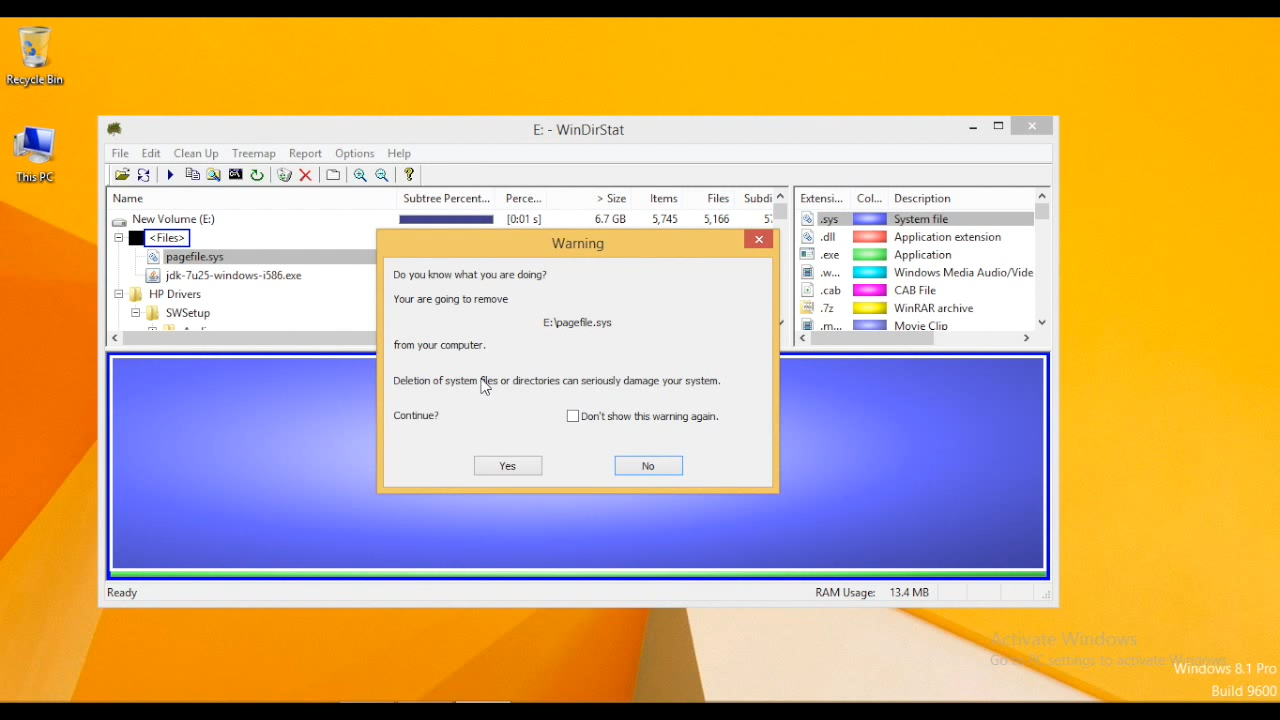 Recycle Bin
This PC
E: - WinDirStat
File Edit Clean Up Treemap Report Options Help
Name Subtree Percent... Perce... > Size Items Files Subdi
New Volume (E:) [0:01 s] 6.7 GB 5,745 5,166
<Files>
pagefile.sys
jdk-7u25-windows-i586.exe
HP Drivers
SWSetup
Extensi... Col... Description
.sys System file
.dll Application extension
.exe Application
.w... Windows Media Audio/Vide
.cab CAB File
.7z WinRAR archive
.m... Movie Clip
Warning
Do you know what you are doing?
Your are going to remove
E:\pagefile.sys
from your computer.
Deletion of system files or directories can seriously damage your system.
Continue? Don't show this warning again.
Yes No
Ready RAM Usage: 13.4 MB
Activate Windows
settings to activate
Windows 8.1 Pro
Build 9600